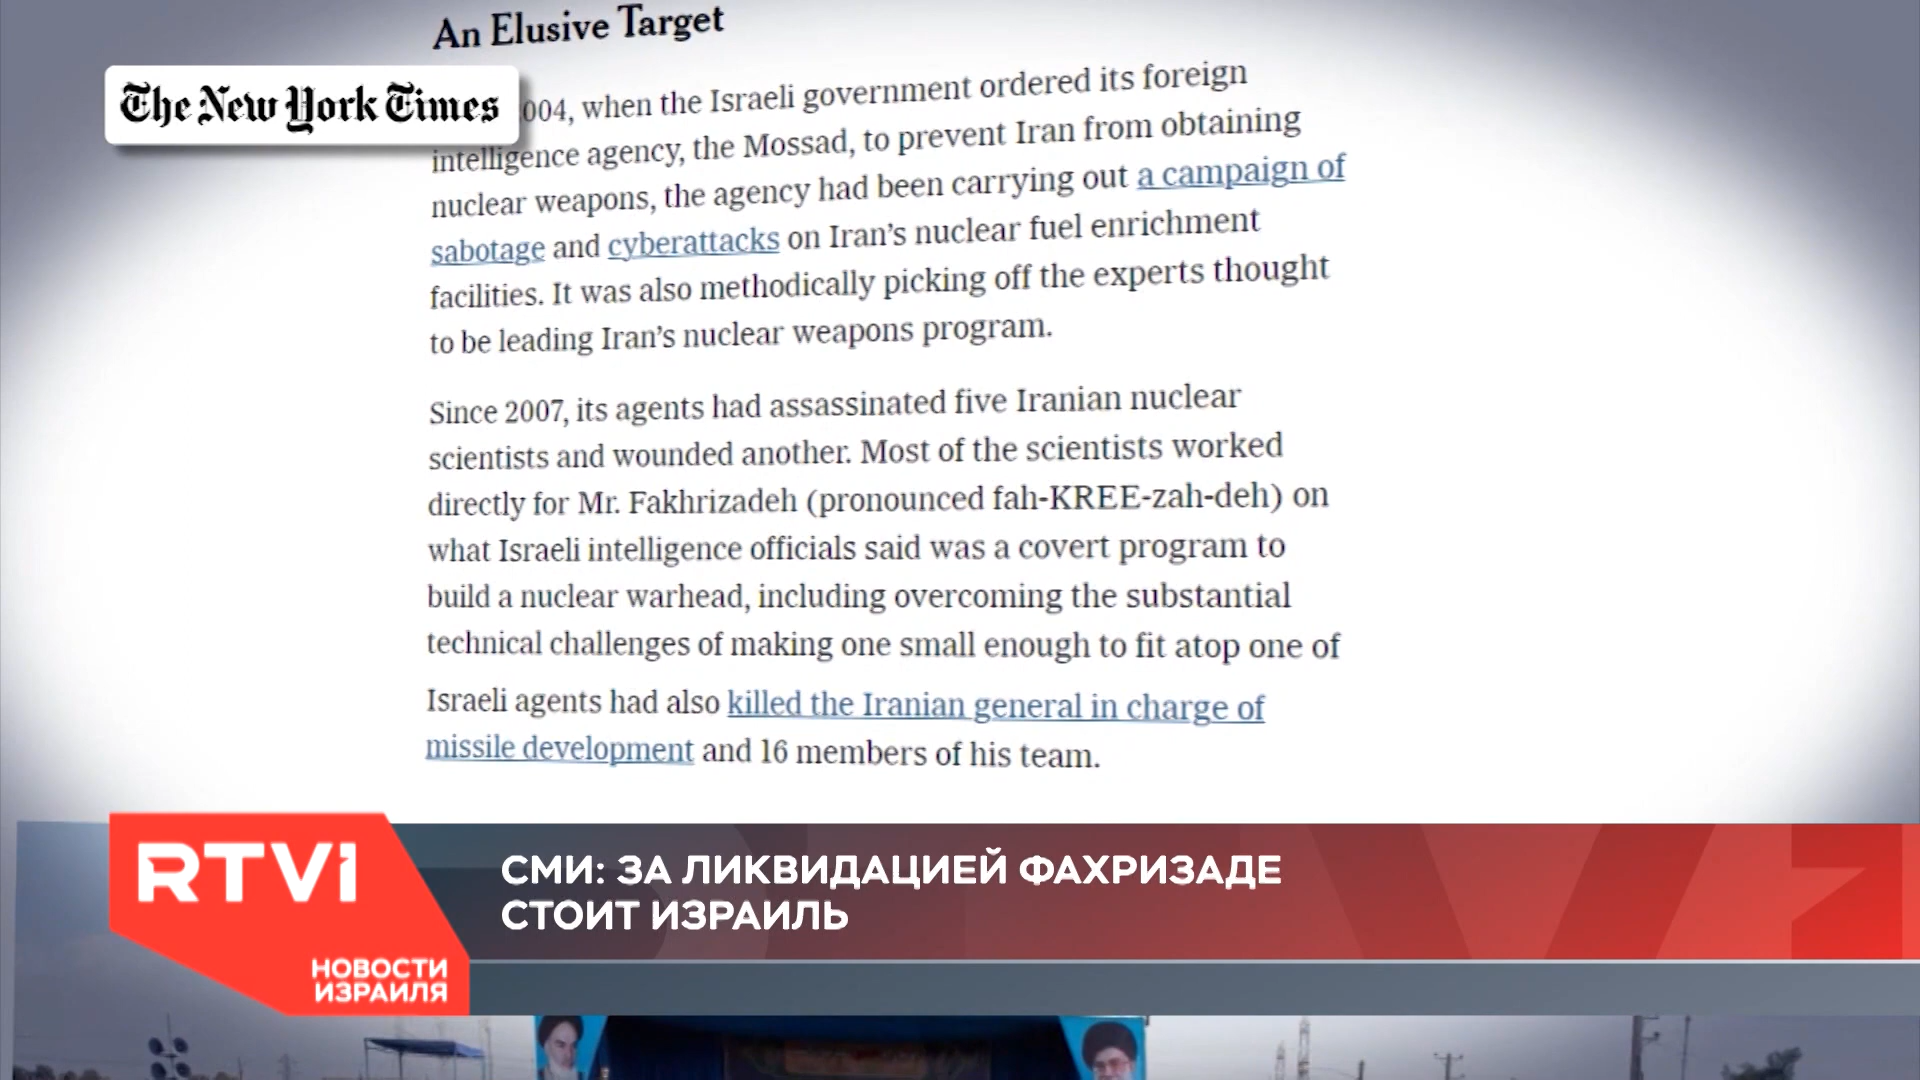 An Elusive Target
The New York Times
004, when the Israeli government ordered its foreign
intelligence agency, the Mossad, to prevent Iran from obtaining
nuclear weapons, the agency had been carrying out a campaign of
sabotage and cyberattacks on Iran’s nuclear fuel enrichment
facilities. It was also methodically picking off the experts thought
to be leading Iran’s nuclear weapons program.
Since 2007, its agents had assassinated five Iranian nuclear
scientists and wounded another. Most of the scientists worked
directly for Mr. Fakhrizadeh (pronounced fah-KREE-zah-deh) on
what Israeli intelligence officials said was a covert program to
build a nuclear warhead, including overcoming the substantial
technical challenges of making one small enough to fit atop one of
Israeli agents had also killed the Iranian general in charge of
missile development and 16 members of his team.
RTVI
НОВОСТИ
ИЗРАИЛЯ
СМИ: ЗА ЛИКВИДАЦИЕЙ ФАХРИЗАДЕ
СТОИТ ИЗРАИЛЬ